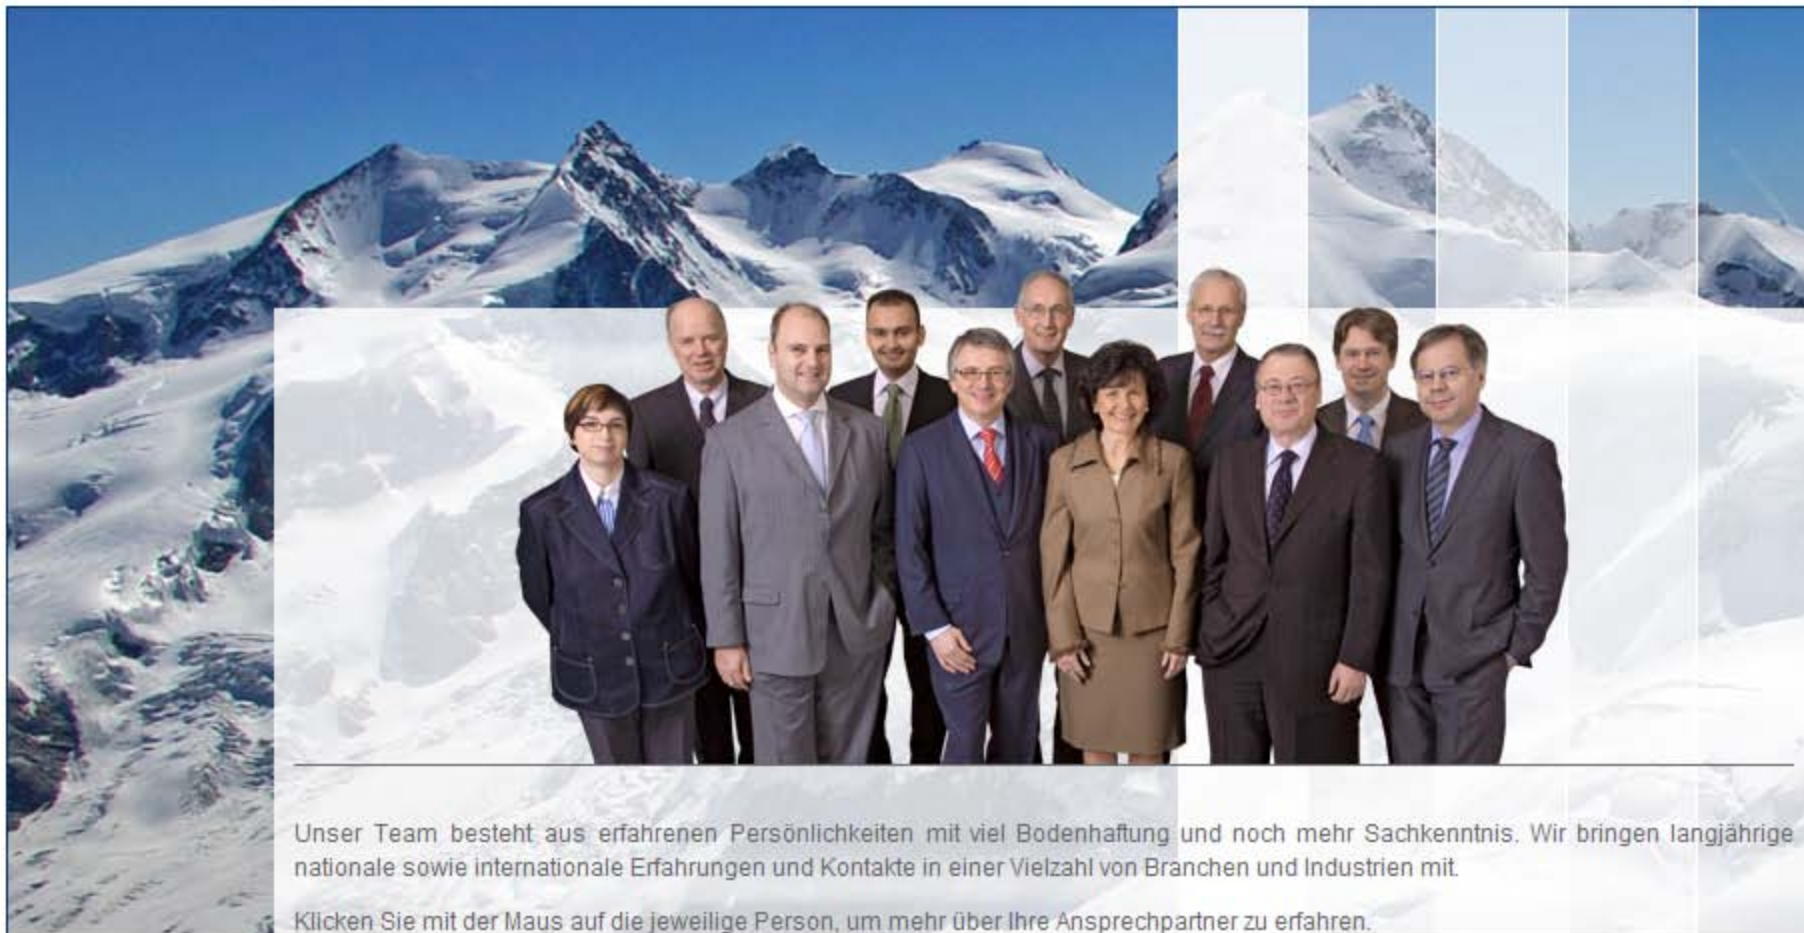 Unser Team besteht aus erfahrenen Persönlichkeiten mit viel Bodenhaftung und noch mehr Sachkenntnis. Wir bringen langjährige
nationale sowie internationale Erfahrungen und Kontakte in einer Vielzahl von Branchen und Industrien mit.
Klicken Sie mit der Maus auf die jeweilige Person, um mehr über Ihre Ansprechpartner zu erfahren.